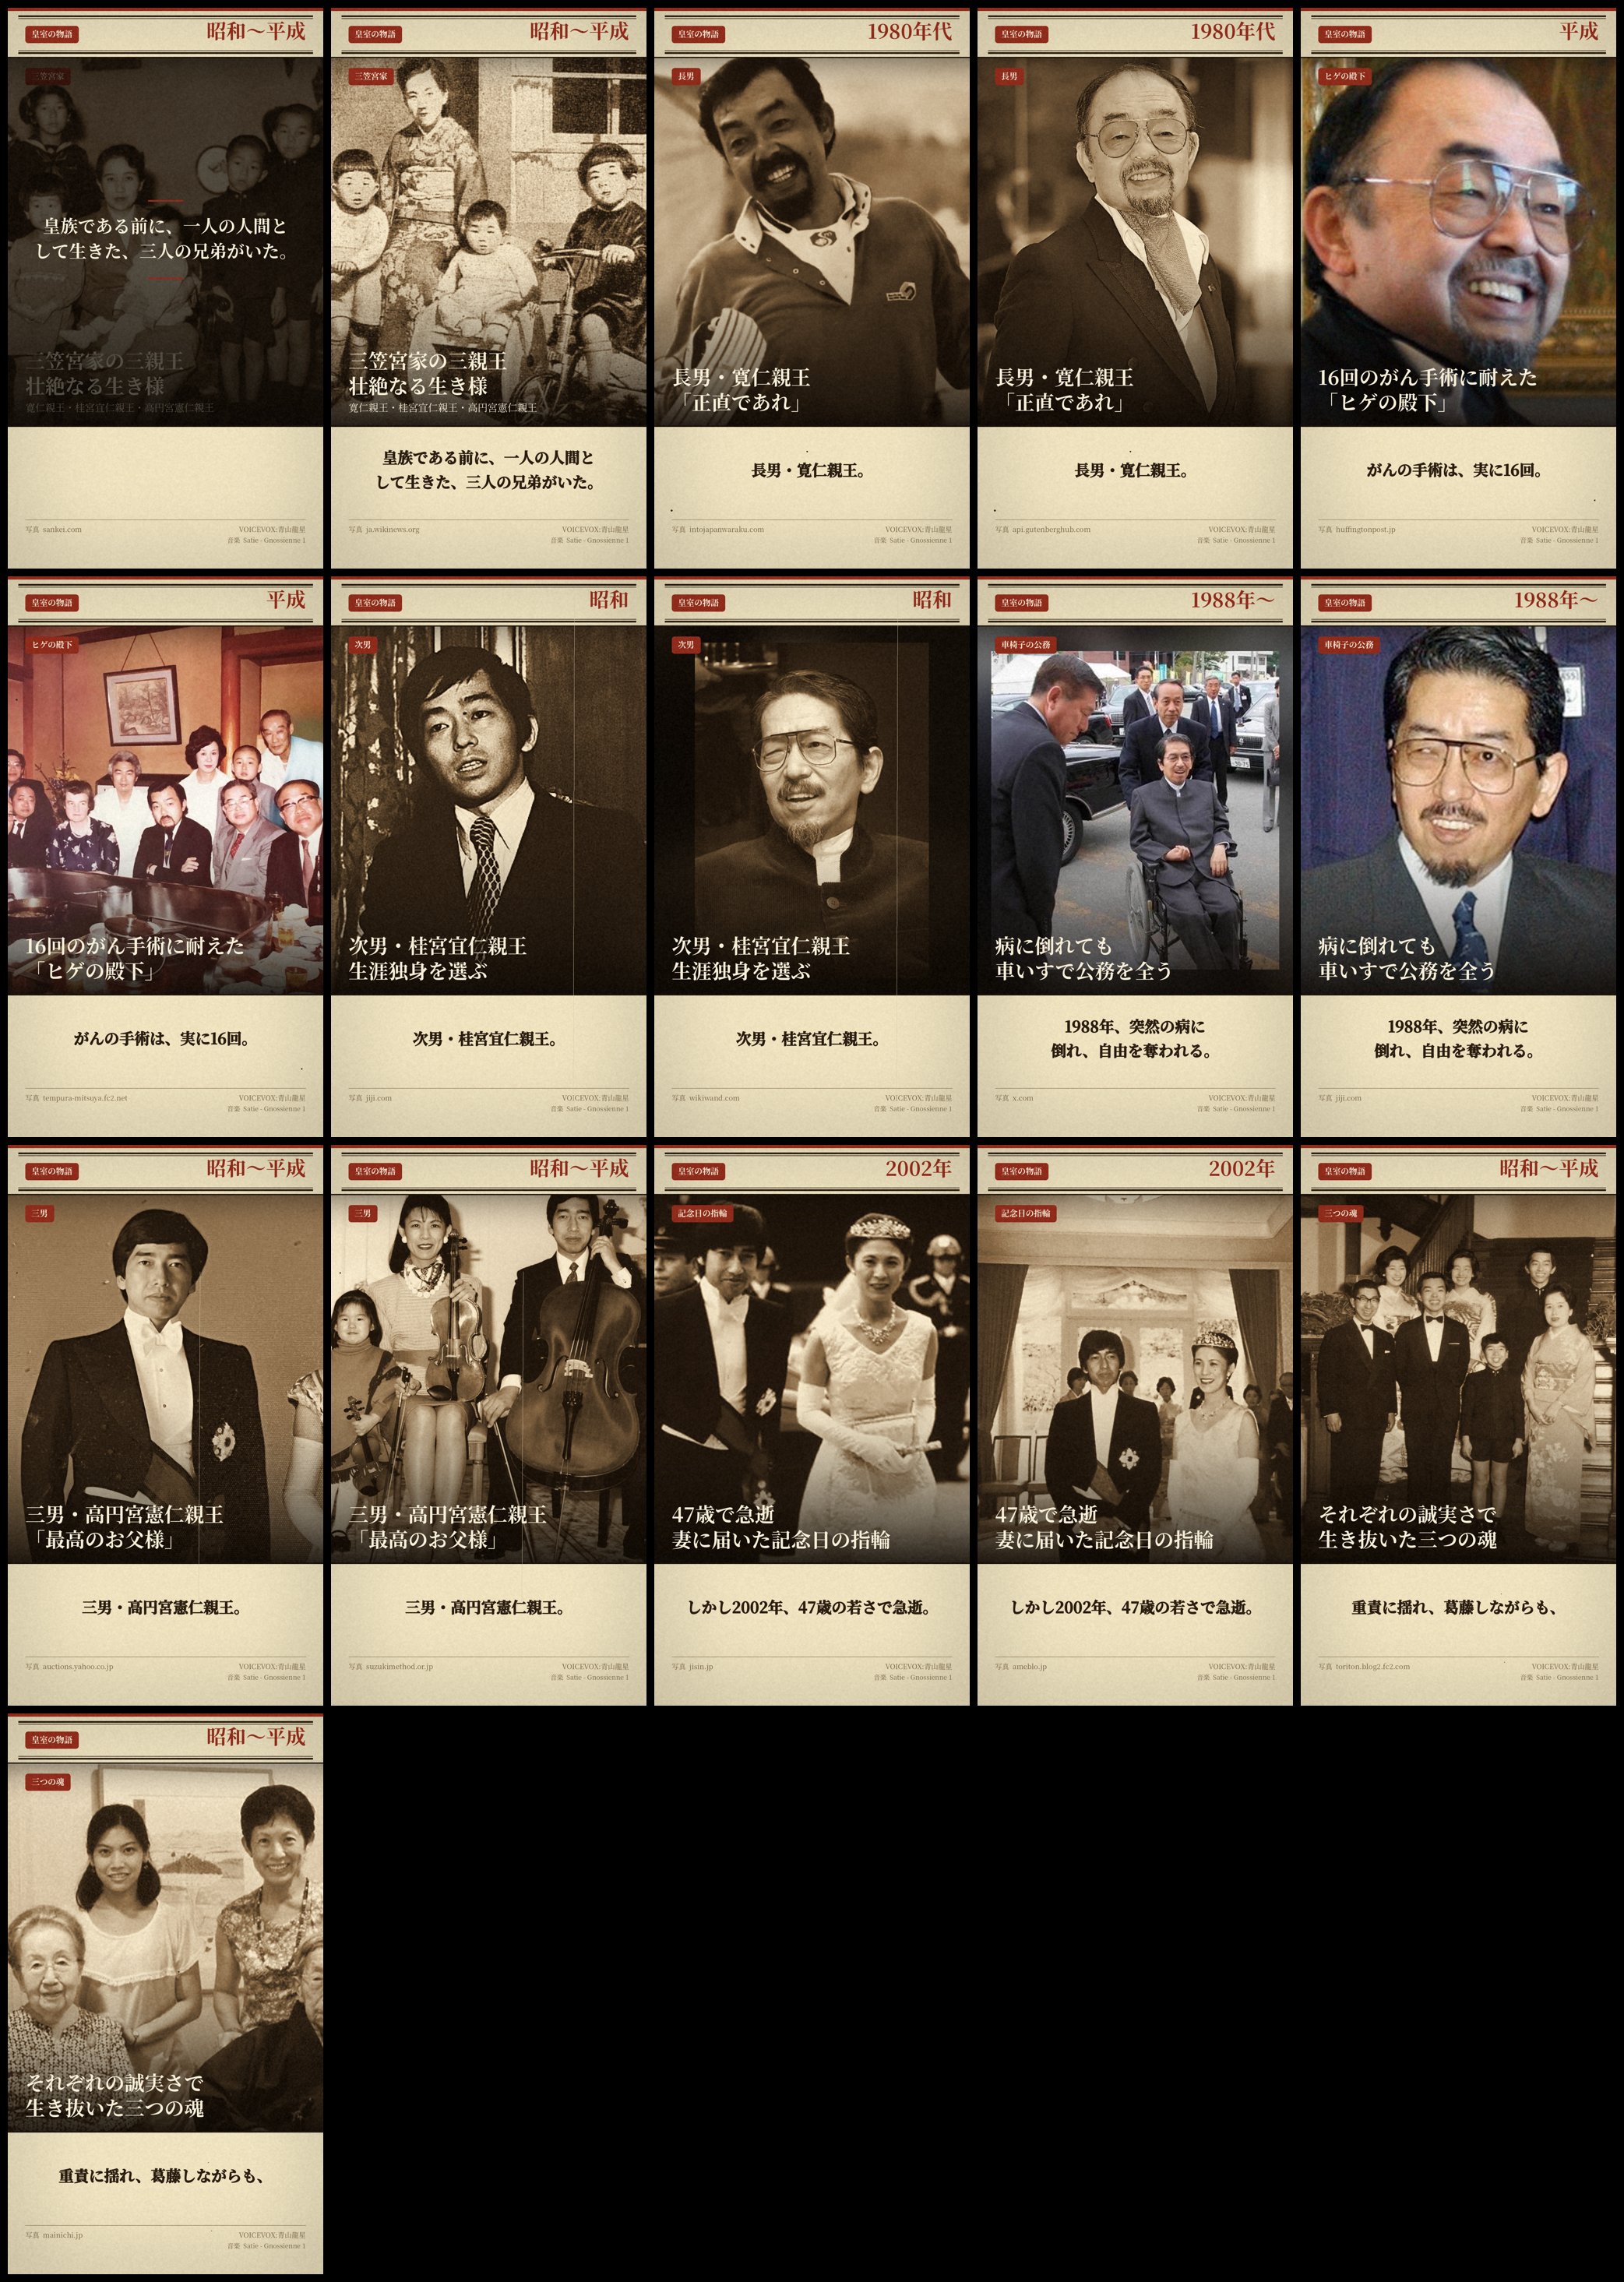 皇室の物語
昭和〜平成
三笠宮家
皇族である前に、一人の人間と
して生きた、三人の兄弟がいた。
三笠宮家の三親王
壮絶なる生き様
寛仁親王・桂宮宜仁親王・高円宮憲仁親王
写真 sankei.com
VOICEVOX:青山龍星
音楽 Satie - Gnossienne 1
皇室の物語
昭和〜平成
三笠宮家
三笠宮家の三親王
壮絶なる生き様
寛仁親王・桂宮宜仁親王・高円宮憲仁親王
皇族である前に、一人の人間と
して生きた、三人の兄弟がいた。
写真 ja.wikinews.org
VOICEVOX:青山龍星
音楽 Satie - Gnossienne 1
皇室の物語
1980年代
長男
長男・寛仁親王
「正直であれ」
長男・寛仁親王。
写真 intojapanwaraku.com
VOICEVOX:青山龍星
音楽 Satie - Gnossienne 1
皇室の物語
1980年代
長男
長男・寛仁親王
「正直であれ」
長男・寛仁親王。
写真 api.gutenberghub.com
VOICEVOX:青山龍星
音楽 Satie - Gnossienne 1
皇室の物語
平成
ヒゲの殿下
16回のがん手術に耐えた
「ヒゲの殿下」
がんの手術は、実に16回。
写真 huffingtonpost.jp
VOICEVOX:青山龍星
音楽 Satie - Gnossienne 1
皇室の物語
平成
ヒゲの殿下
16回のがん手術に耐えた
「ヒゲの殿下」
がんの手術は、実に16回。
写真 tempura-mitsuya.fc2.net
VOICEVOX:青山龍星
音楽 Satie - Gnossienne 1
皇室の物語
昭和
次男
次男・桂宮宜仁親王
生涯独身を選ぶ
次男・桂宮宜仁親王。
写真 jiji.com
VOICEVOX:青山龍星
音楽 Satie - Gnossienne 1
皇室の物語
昭和
次男
次男・桂宮宜仁親王
生涯独身を選ぶ
次男・桂宮宜仁親王。
写真 wikiwand.com
VOICEVOX:青山龍星
音楽 Satie - Gnossienne 1
皇室の物語
1988年〜
車椅子の公務
病に倒れても
車いすで公務を全う
1988年、突然の病に
倒れ、自由を奪われる。
写真 x.com
VOICEVOX:青山龍星
音楽 Satie - Gnossienne 1
皇室の物語
1988年〜
車椅子の公務
病に倒れても
車いすで公務を全う
1988年、突然の病に
倒れ、自由を奪われる。
写真 jiji.com
VOICEVOX:青山龍星
音楽 Satie - Gnossienne 1
皇室の物語
昭和〜平成
三男
三男・高円宮憲仁親王
「最高のお父様」
三男・高円宮憲仁親王。
写真 auctions.yahoo.co.jp
VOICEVOX:青山龍星
音楽 Satie - Gnossienne 1
皇室の物語
昭和〜平成
三男
三男・高円宮憲仁親王
「最高のお父様」
三男・高円宮憲仁親王。
写真 suzukimethod.or.jp
VOICEVOX:青山龍星
音楽 Satie - Gnossienne 1
皇室の物語
2002年
記念日の指輪
47歳で急逝
妻に届いた記念日の指輪
しかし2002年、47歳の若さで急逝。
写真 jisin.jp
VOICEVOX:青山龍星
音楽 Satie - Gnossienne 1
皇室の物語
2002年
記念日の指輪
47歳で急逝
妻に届いた記念日の指輪
しかし2002年、47歳の若さで急逝。
写真 ameblo.jp
VOICEVOX:青山龍星
音楽 Satie - Gnossienne 1
皇室の物語
昭和〜平成
三つの魂
それぞれの誠実さで
生き抜いた三つの魂
重責に揺れ、葛藤しながらも、
写真 toriton.blog2.fc2.com
VOICEVOX:青山龍星
音楽 Satie - Gnossienne 1
皇室の物語
昭和〜平成
三つの魂
それぞれの誠実さで
生き抜いた三つの魂
重責に揺れ、葛藤しながらも、
写真 mainichi.jp
VOICEVOX:青山龍星
音楽 Satie - Gnossienne 1